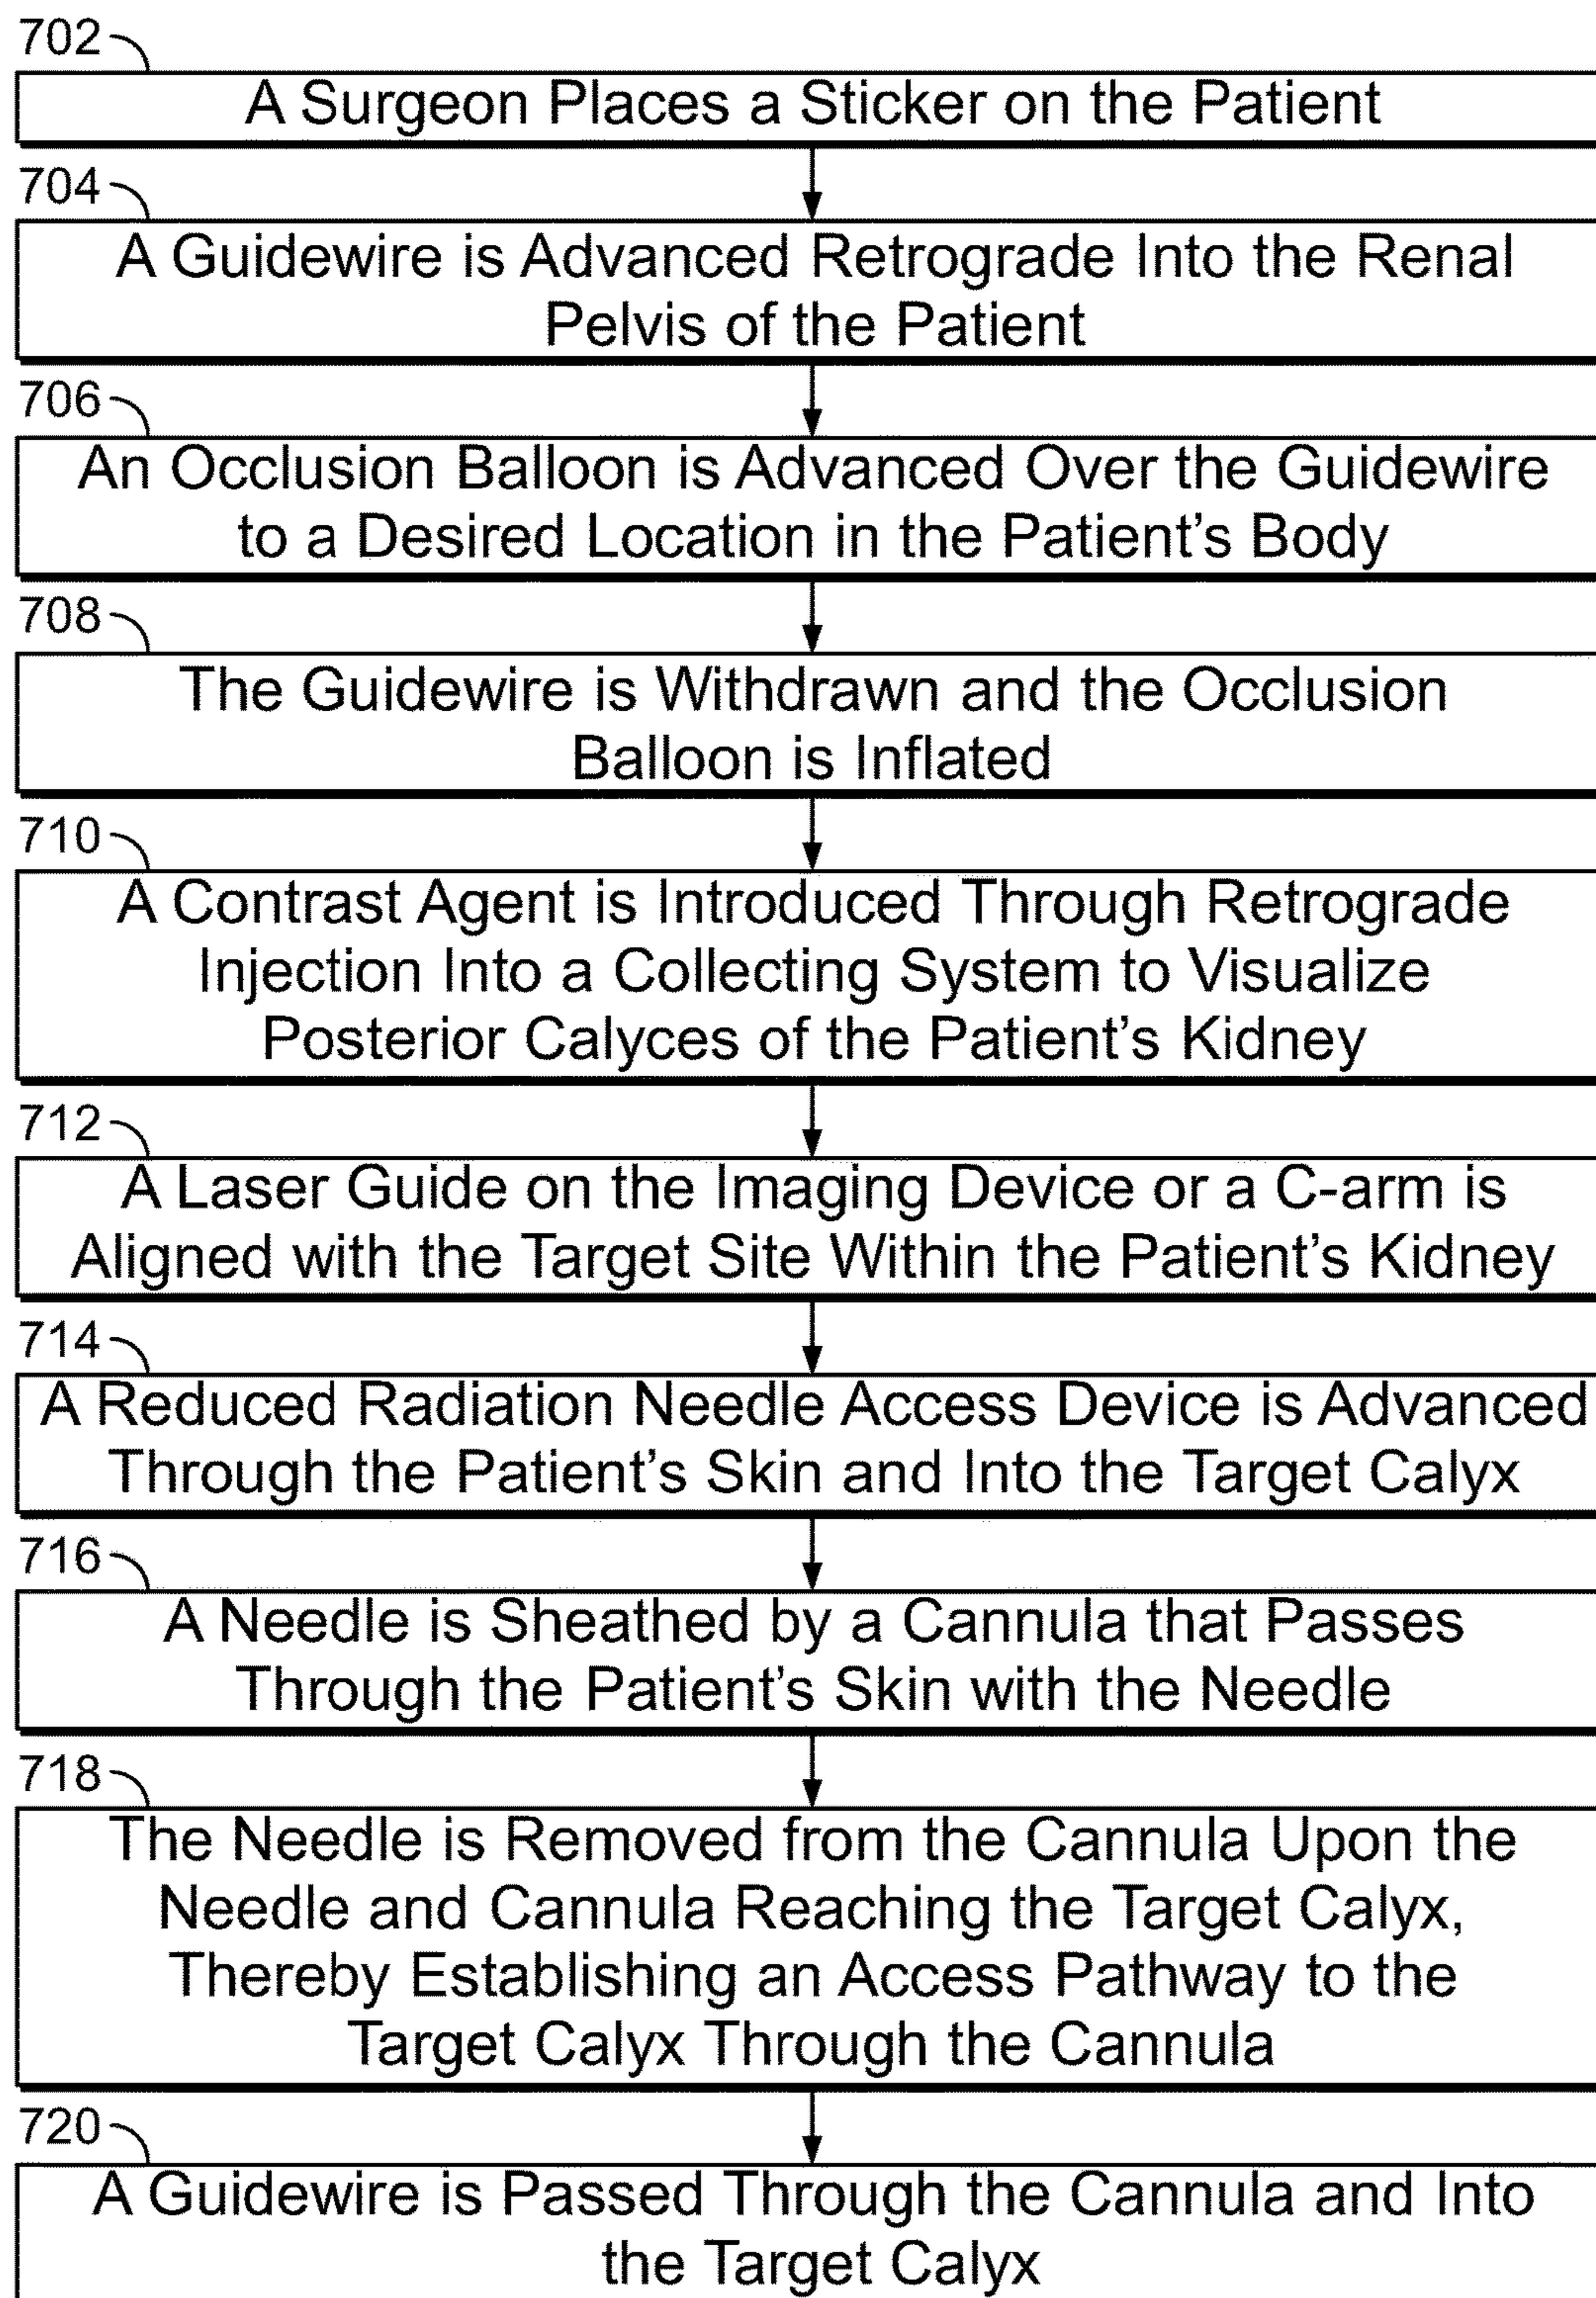 702
A Surgeon Places a Sticker on the Patient
704
A Guidewire is Advanced Retrograde Into the Renal
Pelvis of the Patient
706
An Occlusion Balloon is Advanced Over the Guidewire
to a Desired Location in the Patient's Body
708
The Guidewire is Withdrawn and the Occlusion
Balloon is Inflated
710
A Contrast Agent is Introduced Through Retrograde
Injection Into a Collecting System to Visualize
Posterior Calyces of the Patient's Kidney
712
A Laser Guide on the Imaging Device or a C-arm is
Aligned with the Target Site Within the Patient's Kidney
714
A Reduced Radiation Needle Access Device is Advanced
Through the Patient's Skin and Into the Target Calyx
716
A Needle is Sheathed by a Cannula that Passes
Through the Patient's Skin with the Needle
718
The Needle is Removed from the Cannula Upon the
Needle and Cannula Reaching the Target Calyx,
Thereby Establishing an Access Pathway to the
Target Calyx Through the Cannula
720
A Guidewire is Passed Through the Cannula and Into
the Target Calyx